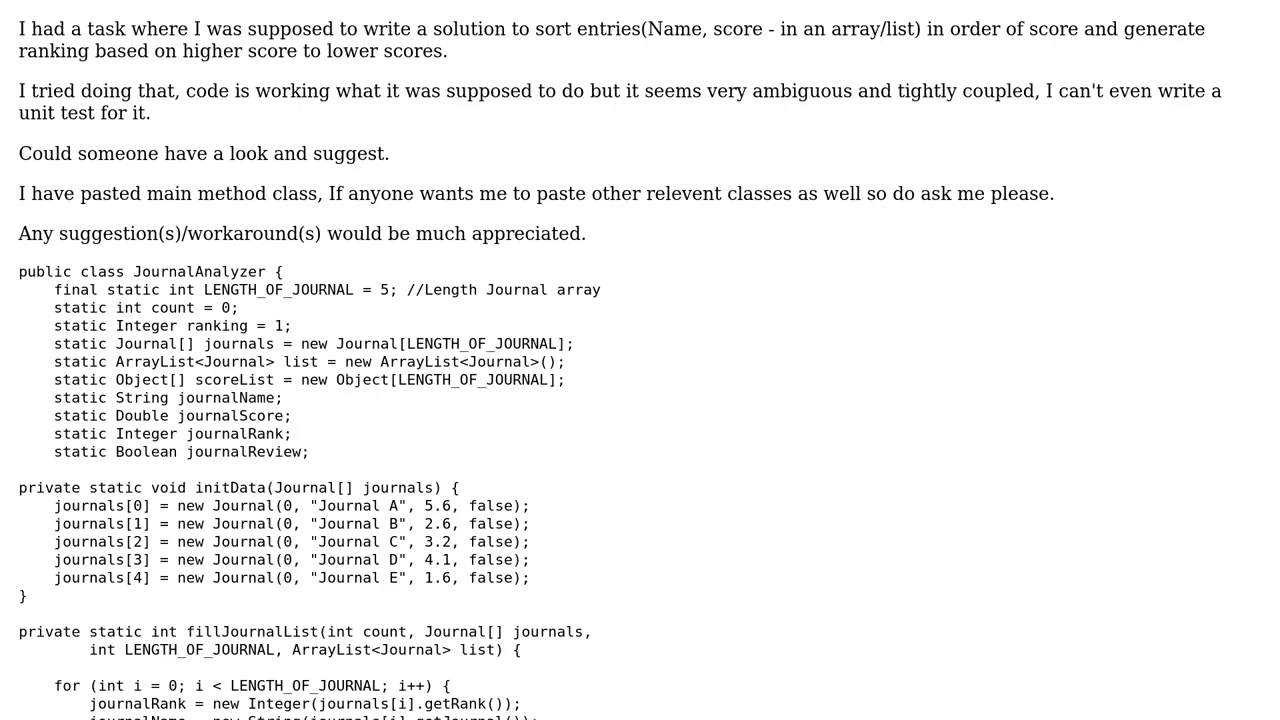 I had a task where I was supposed to write a solution to sort entries(Name, score - in an array/list) in order of score and generate
ranking based on higher score to lower scores.
I tried doing that, code is working what it was supposed to do but it seems very ambiguous and tightly coupled, I can't even write a
unit test for it.
Could someone have a look and suggest.
I have pasted main method class, If anyone wants me to paste other relevent classes as well so do ask me please.
Any suggestion(s)/workaround(s) would be much appreciated.
public class JournalAnalyzer {
    final static int LENGTH_OF_JOURNAL = 5; //Length Journal array
    static int count = 0;
    static Integer ranking = 1;
    static Journal[] journals = new Journal[LENGTH_OF_JOURNAL];
    static ArrayList<Journal> list = new ArrayList<Journal>();
    static Object[] scoreList = new Object[LENGTH_OF_JOURNAL];
    static String journalName;
    static Double journalScore;
    static Integer journalRank;
    static Boolean journalReview;
private static void initData(Journal[] journals) {
    journals[0] = new Journal(0, "Journal A", 5.6, false);
    journals[1] = new Journal(0, "Journal B", 2.6, false);
    journals[2] = new Journal(0, "Journal C", 3.2, false);
    journals[3] = new Journal(0, "Journal D", 4.1, false);
    journals[4] = new Journal(0, "Journal E", 1.6, false);
}
private static int fillJournalList(int count, Journal[] journals,
        int LENGTH_OF_JOURNAL, ArrayList<Journal> list) {
    for (int i = 0; i < LENGTH_OF_JOURNAL; i++) {
        journalRank = new Integer(journals[i].getRank());
        journalName = new String(journals[i].getJournal());